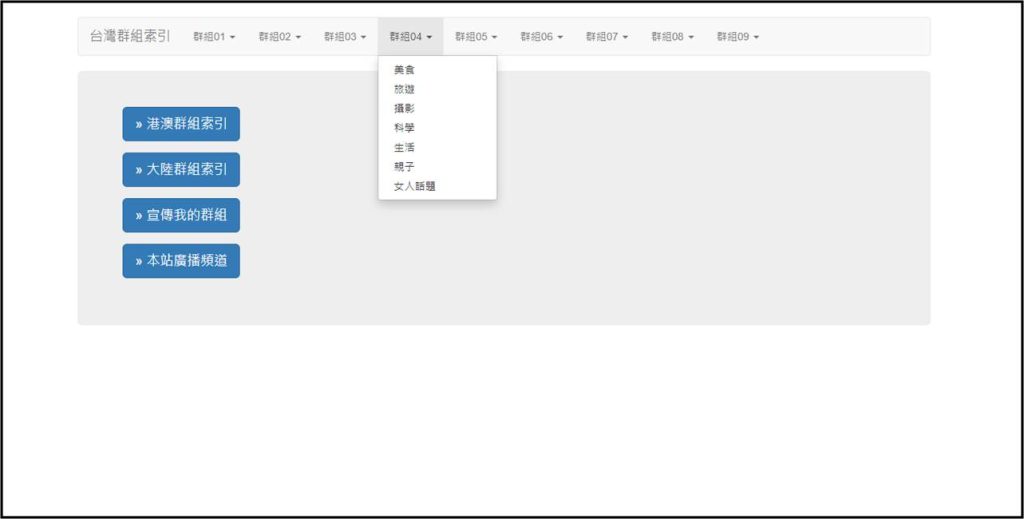 台灣群組索引 群組01 群組02 群組03 群組04 群組05 群組06 群組07 群組08 群組09
美食
旅遊
攝影
科學
生活
親子
女人話題
» 港澳群組索引
» 大陸群組索引
» 宣傳我的群組
» 本站廣播頻道